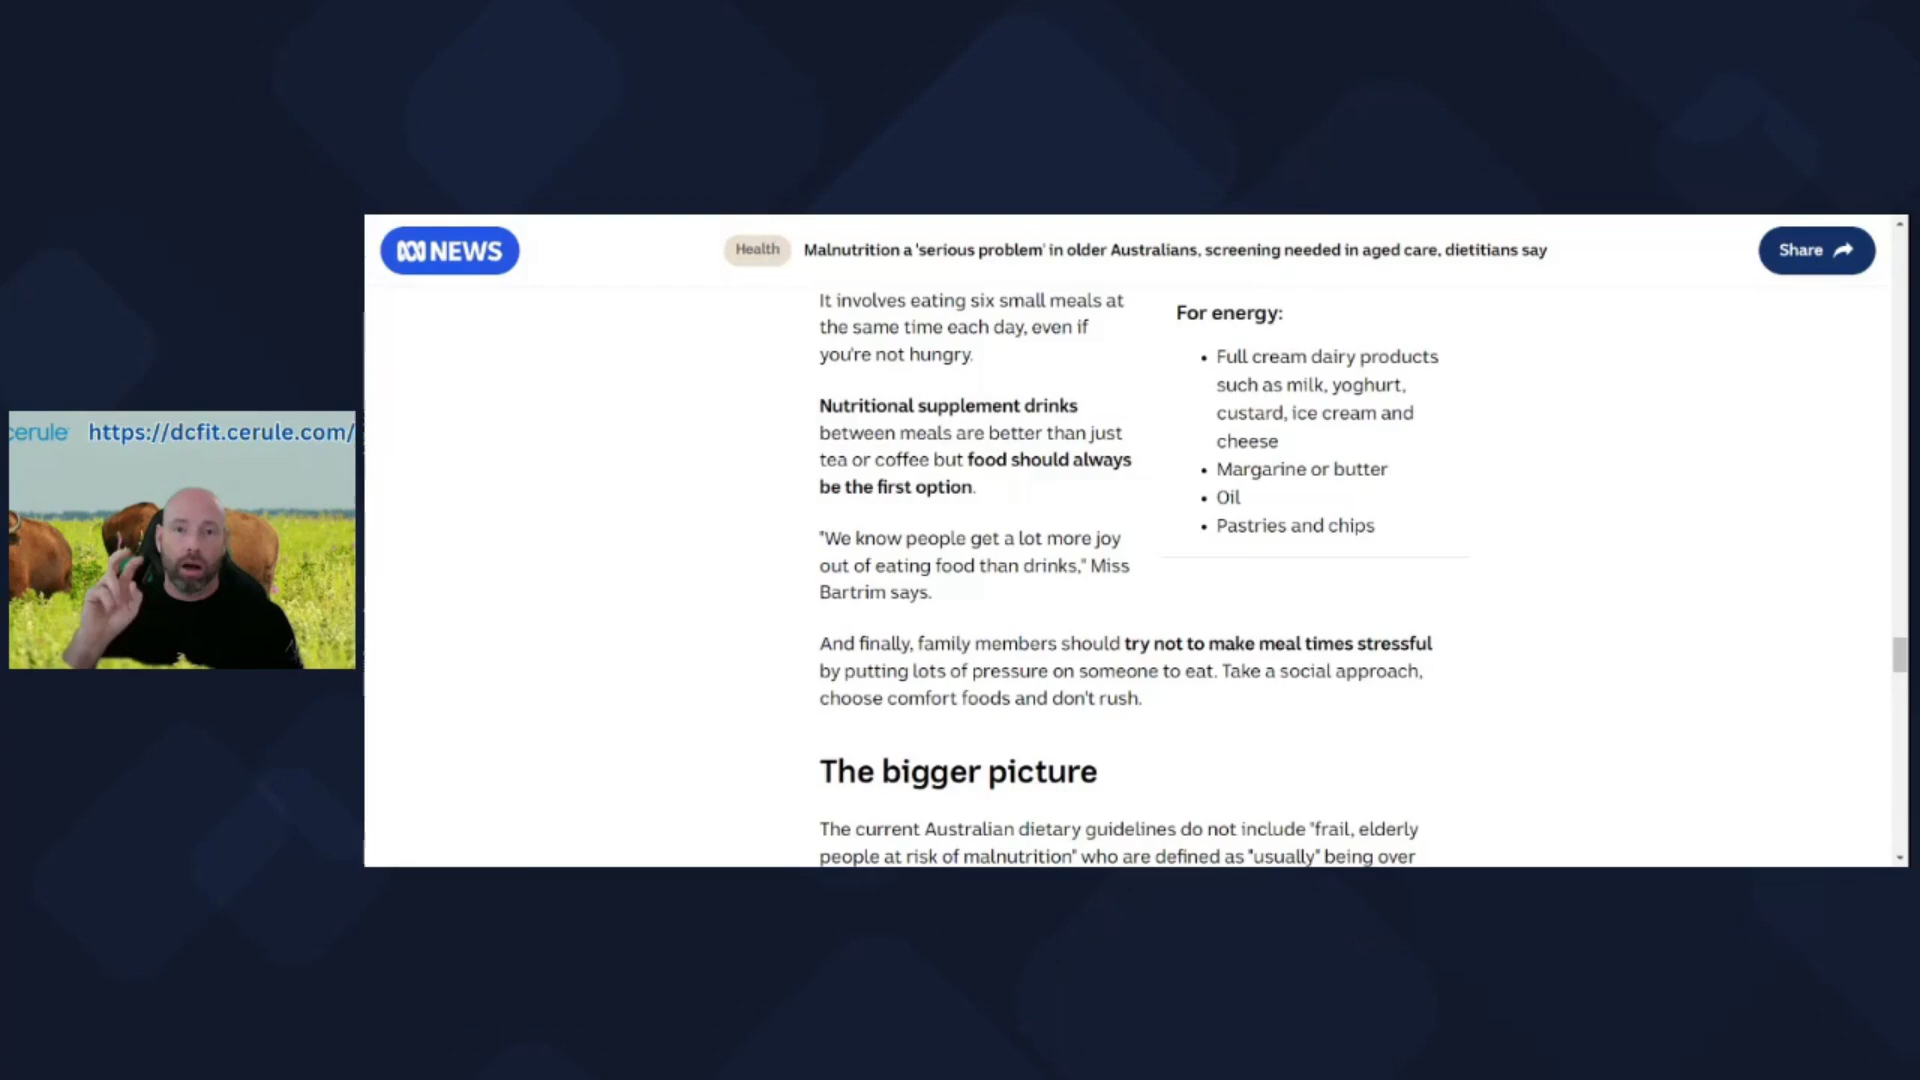 cerule https://dcfit.cerule.com/
NEWS
Health
Malnutrition a 'serious problem' in older Australians, screening needed in aged care, dietitians say
Share
It involves eating six small meals at
the same time each day, even if
you're not hungry.
Nutritional supplement drinks
between meals are better than just
tea or coffee but food should always
be the first option.
"We know people get a lot more joy
out of eating food than drinks," Miss
Bartrim says.
For energy:
• Full cream dairy products
such as milk, yoghurt,
custard, ice cream and
cheese
• Margarine or butter
• Oil
• Pastries and chips
And finally, family members should try not to make meal times stressful
by putting lots of pressure on someone to eat. Take a social approach,
choose comfort foods and don't rush.
The bigger picture
The current Australian dietary guidelines do not include "frail, elderly
people at risk of malnutrition" who are defined as "usually" being over